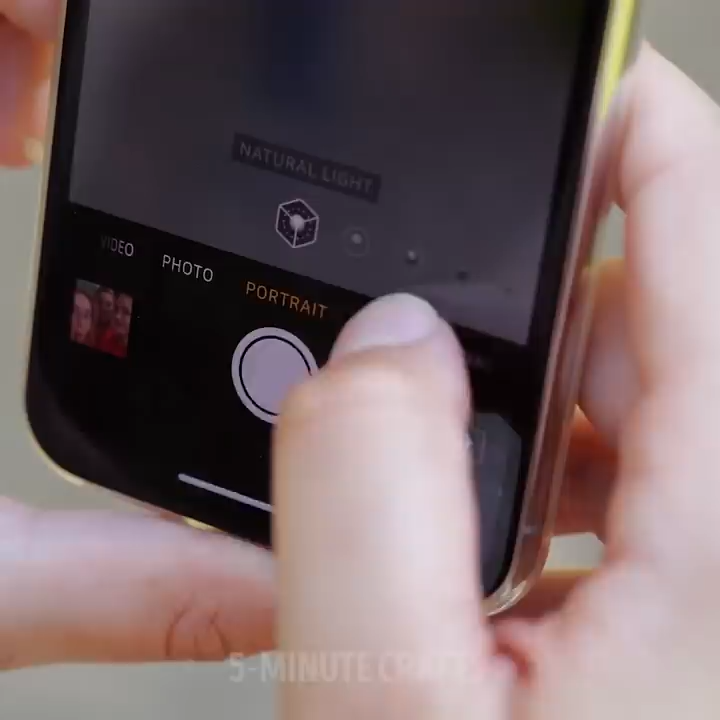 NATURAL LIGHT
VIDEO
PHOTO
PORTRAIT
5-MINUTE CRAFTS